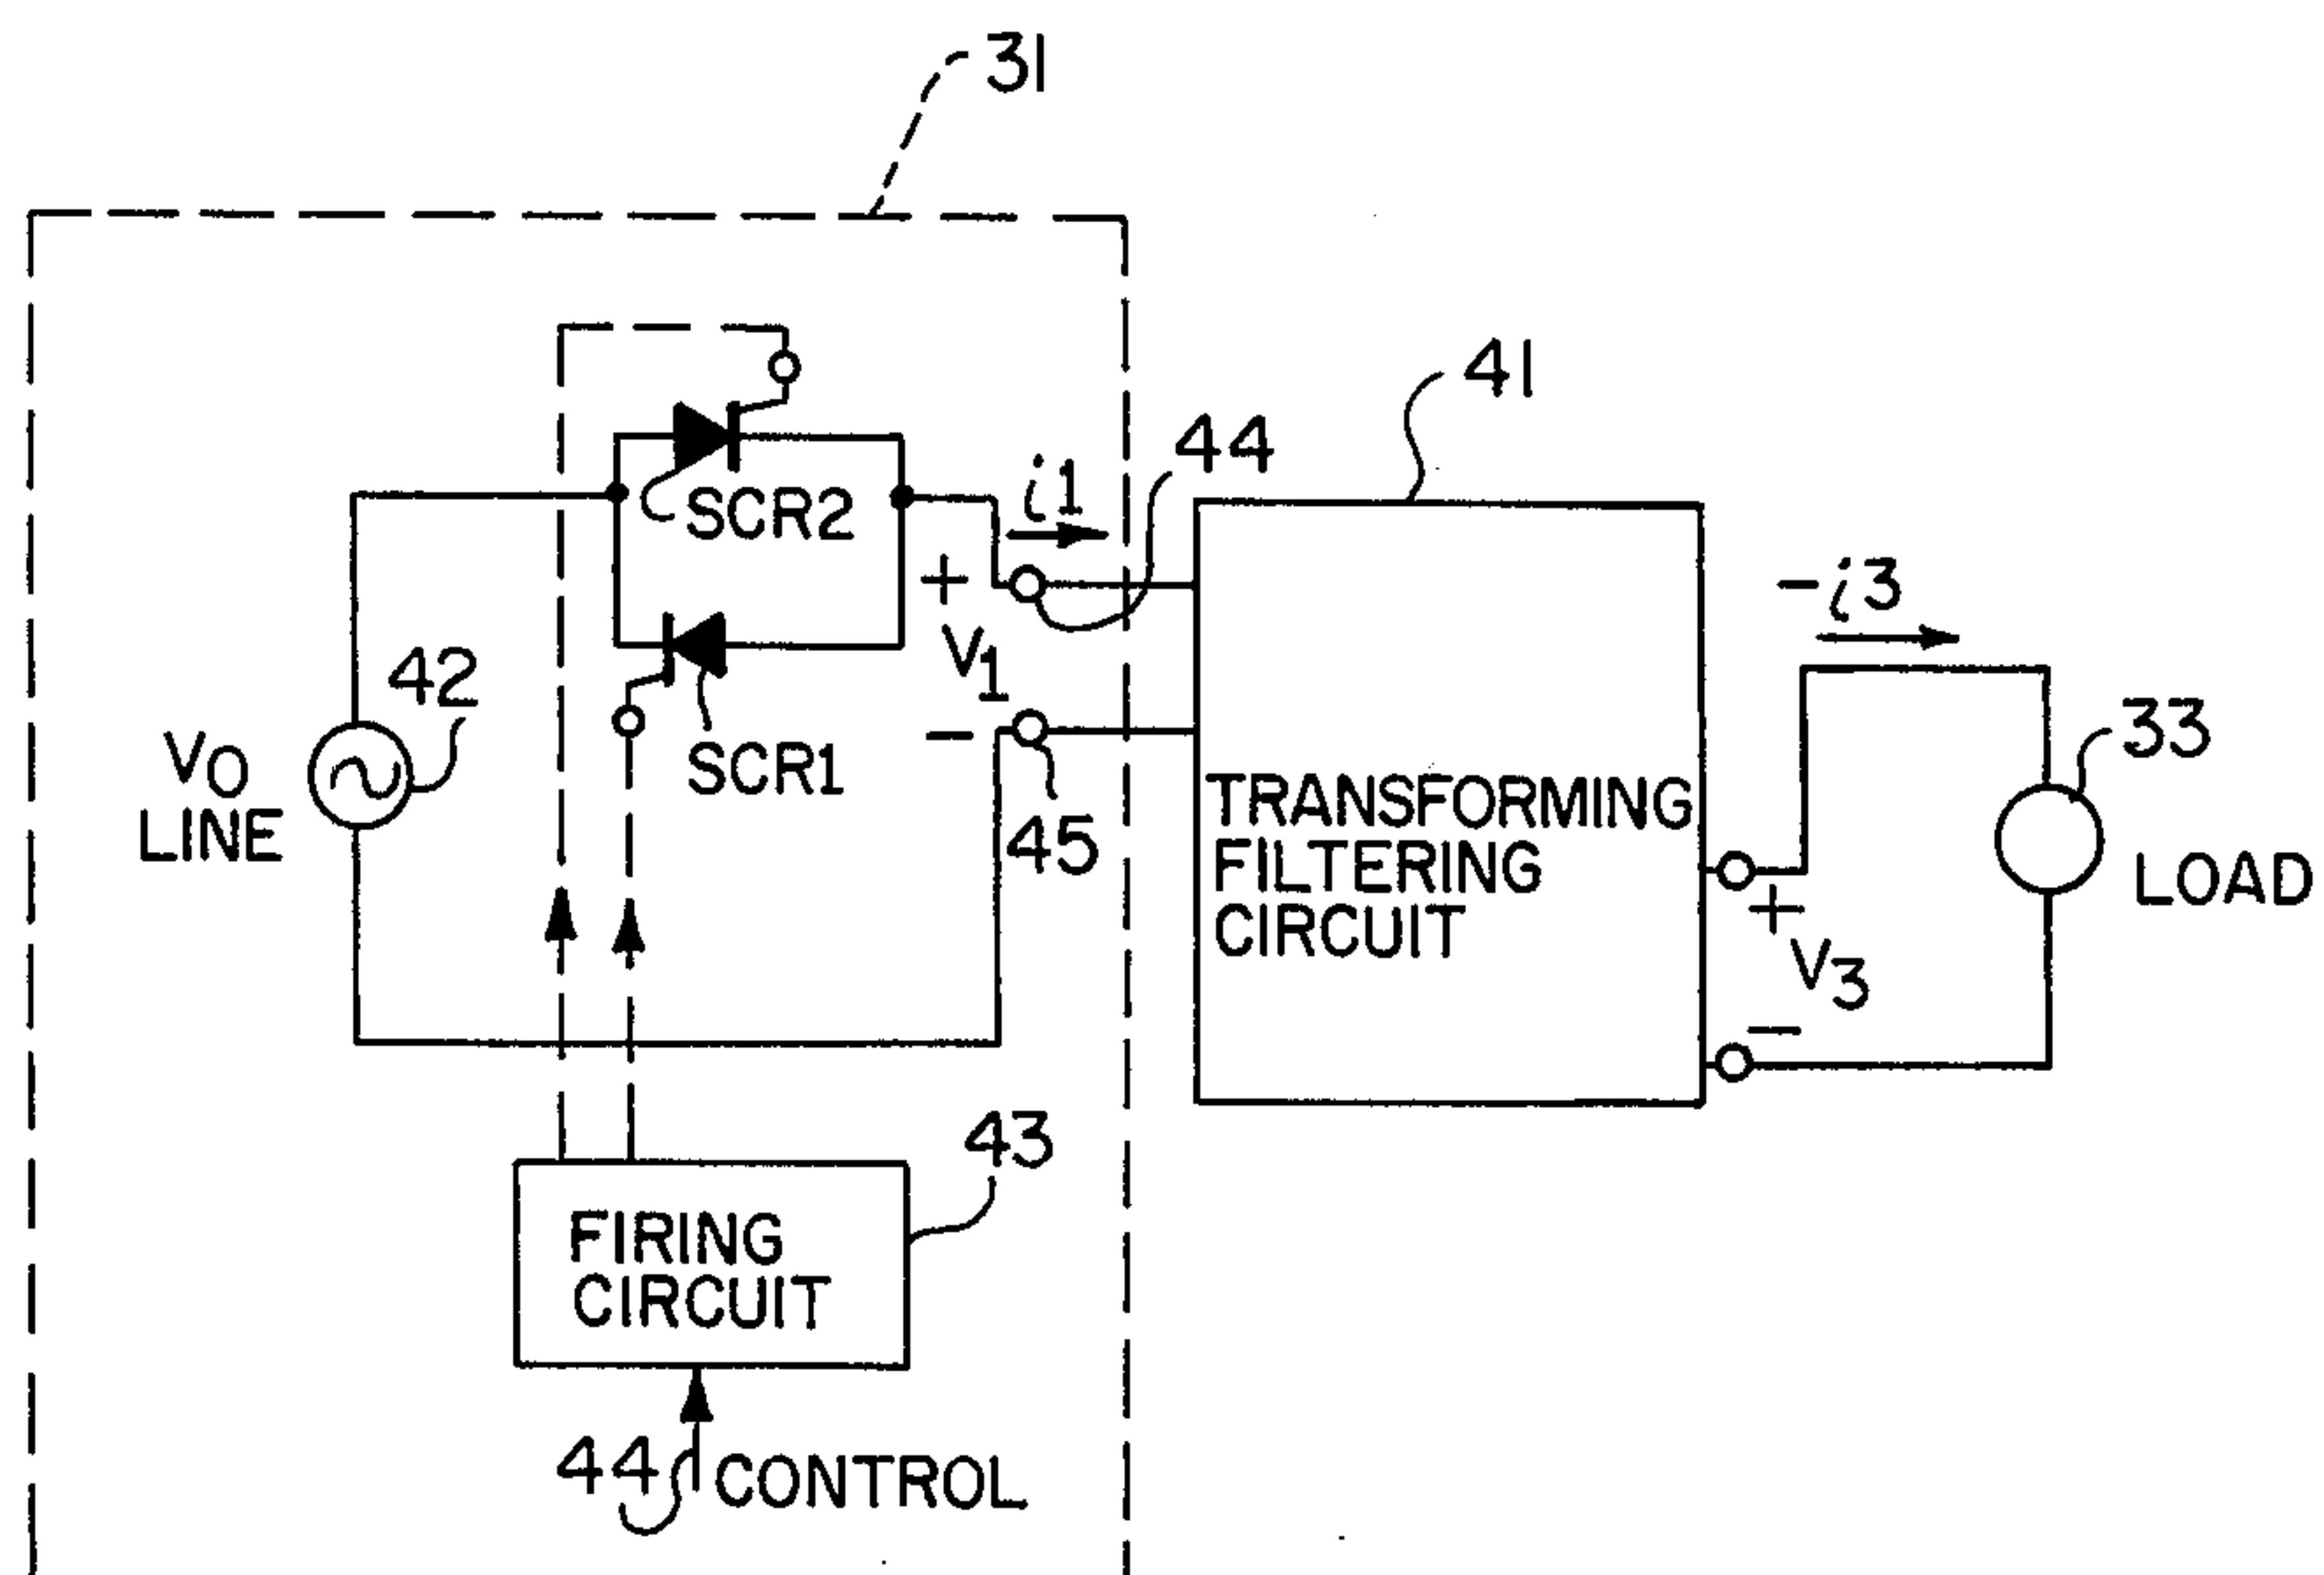 31
41
44
i1
SCR2
+
V1
-
-i3
42
33
VO
LINE
SCR1
45
TRANSFORMING
FILTERING
CIRCUIT
LOAD
+
V3
-
43
FIRING
CIRCUIT
44
CONTROL